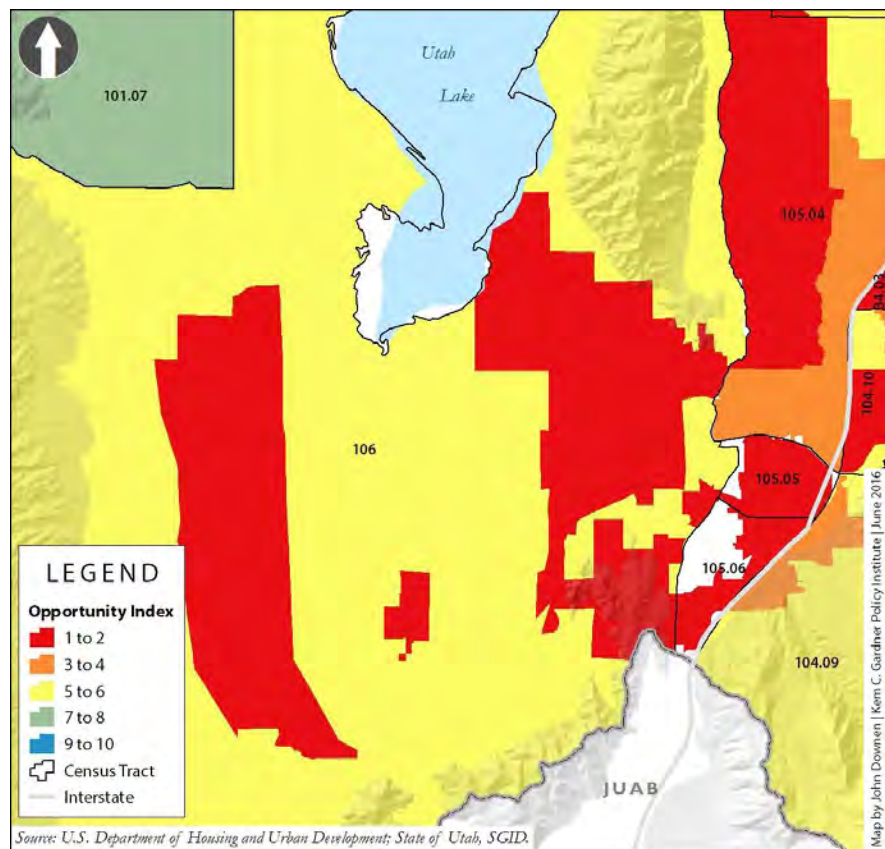 Utah
Lake
101.07
105.04
84.03
104.10
106
105.05
105.06
104.09
JUAB
LEGEND
Opportunity Index
1 to 2
3 to 4
5 to 6
7 to 8
9 to 10
Census Tract
Interstate
Source: U.S. Department of Housing and Urban Development; State of Utah, SGID.
Map by John Downen | Kem C. Gardner Policy Institute | June 2016